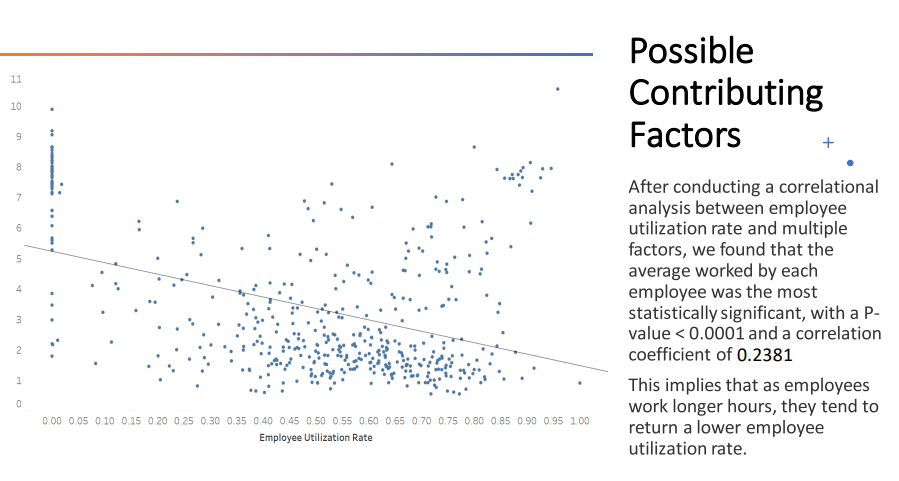 Possible
Contributing
Factors
After conducting a correlational
analysis between employee
utilization rate and multiple
factors, we found that the
average worked by each
employee was the most
statistically significant, with a P-
value < 0.0001 and a correlation
coefficient of 0.2381
This implies that as employees
work longer hours, they tend to
return a lower employee
utilization rate.
11
10
9
8
7
6
5
4
3
2
1
0
0.00 0.05 0.10 0.15 0.20 0.25 0.30 0.35 0.40 0.45 0.50 0.55 0.60 0.65 0.70 0.75 0.80 0.85 0.90 0.95 1.00
Employee Utilization Rate